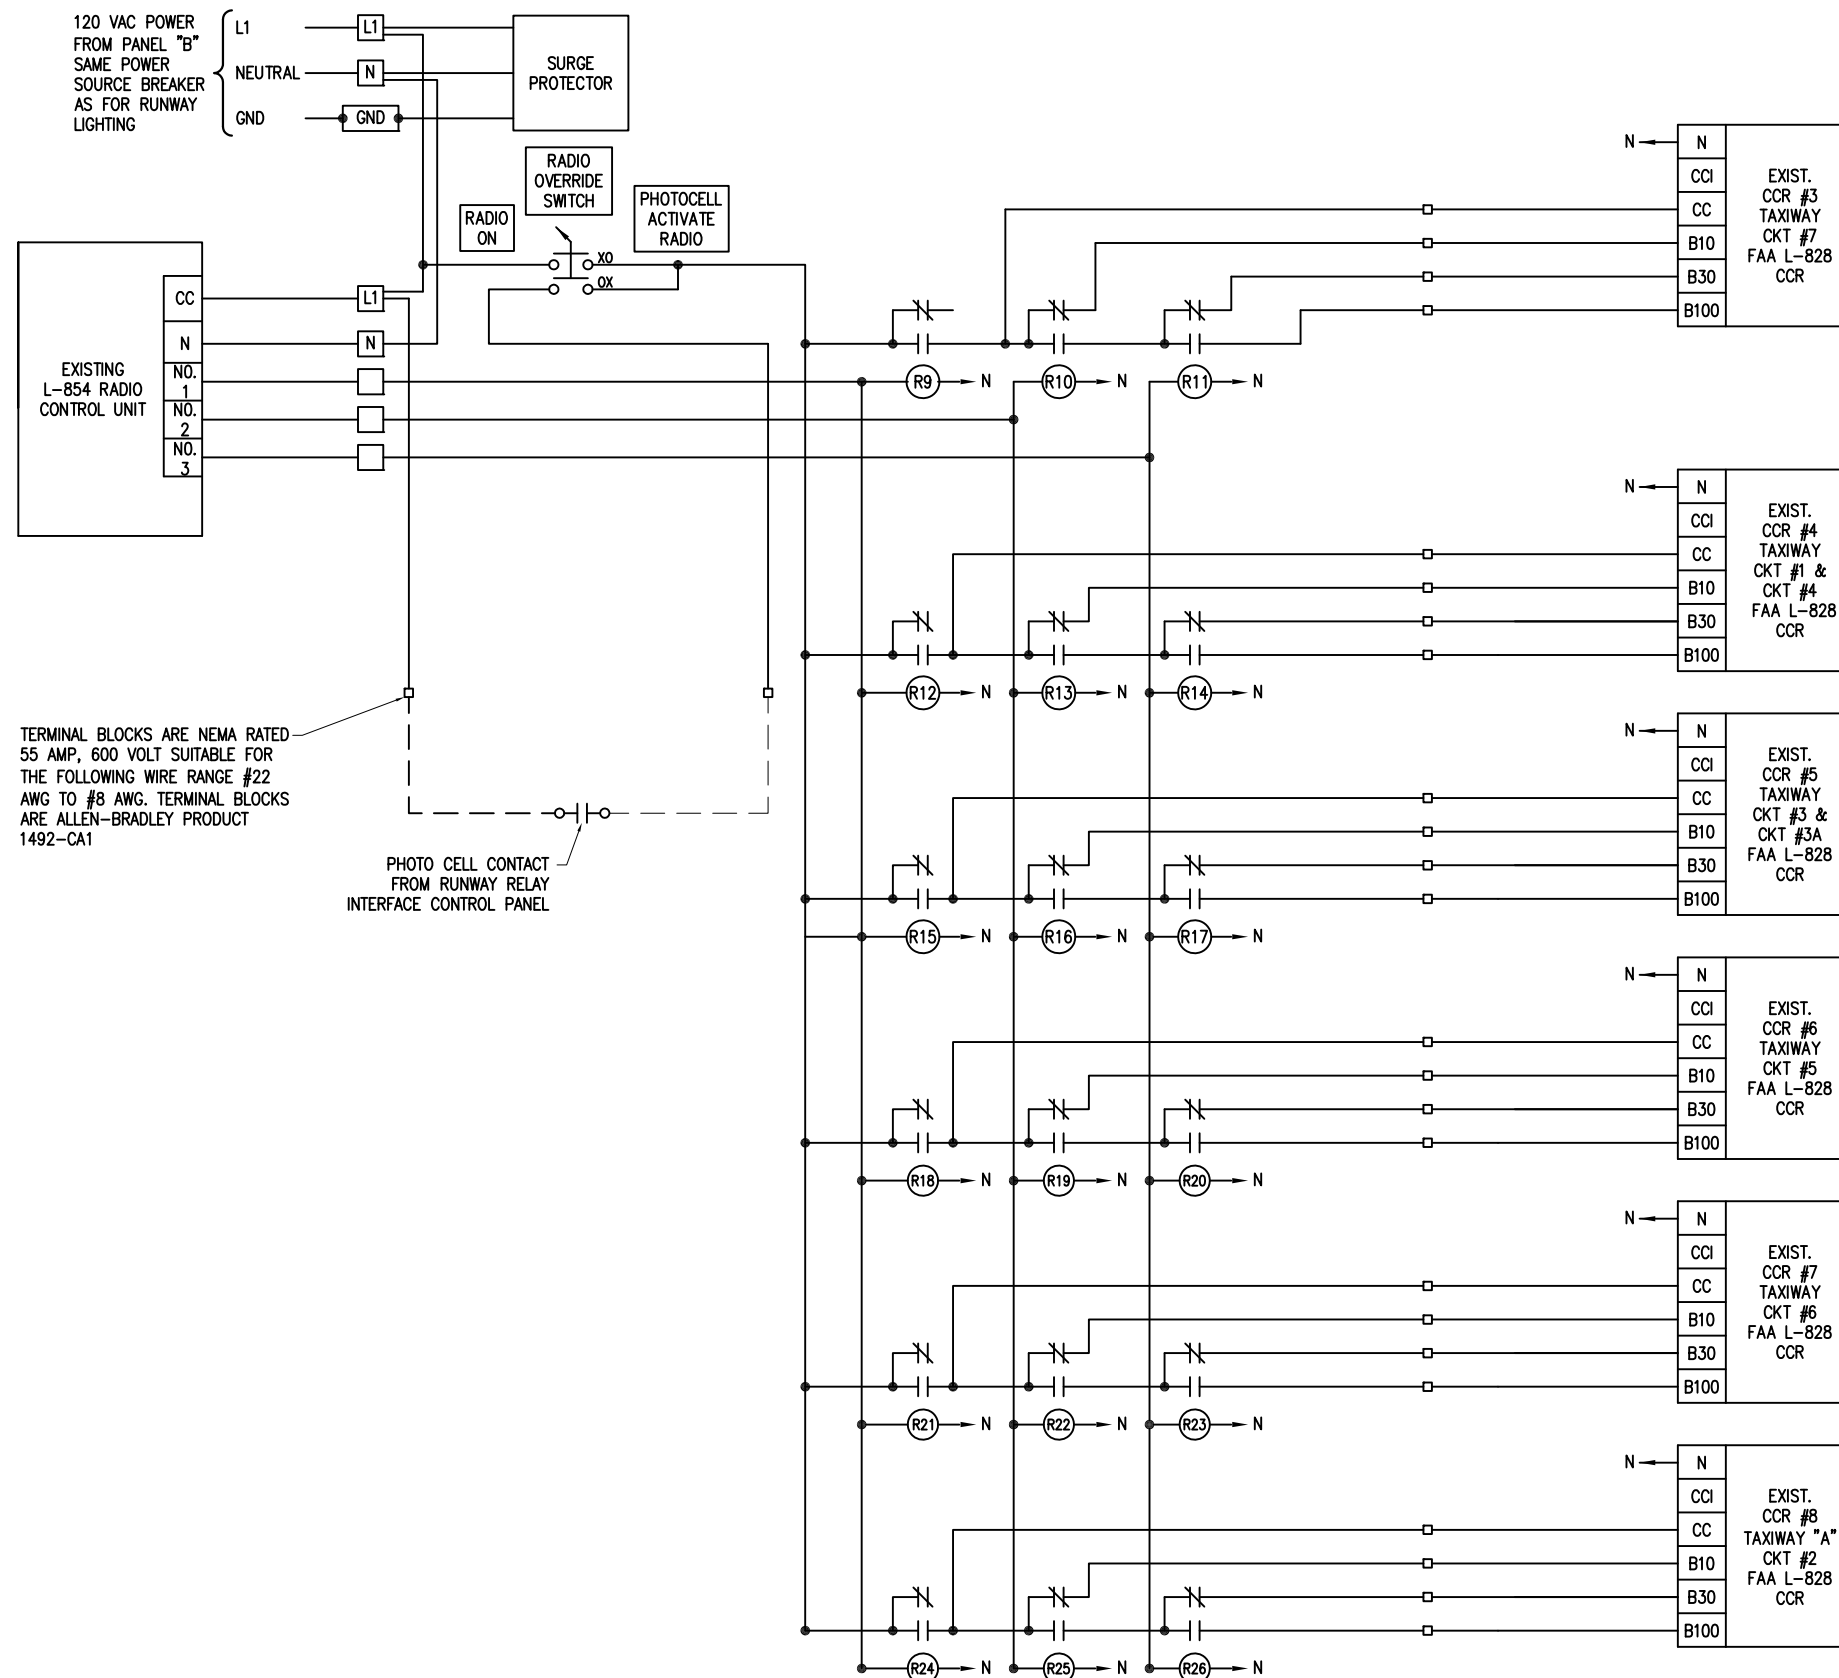 120 VAC POWER
FROM PANEL "B"
SAME POWER
SOURCE BREAKER
AS FOR RUNWAY
LIGHTING
L1
NEUTRAL
GND
L1
N
GND
SURGE
PROTECTOR
RADIO
ON
RADIO
OVERRIDE
SWITCH
PHOTOCELL
ACTIVATE
RADIO
XO
OX
EXISTING
L-854 RADIO
CONTROL UNIT
CC
N
NO.
1
NO.
2
NO.
3
L1
N
TERMINAL BLOCKS ARE NEMA RATED
55 AMP, 600 VOLT SUITABLE FOR
THE FOLLOWING WIRE RANGE #22
AWG TO #8 AWG. TERMINAL BLOCKS
ARE ALLEN-BRADLEY PRODUCT
1492-CA1
PHOTO CELL CONTACT
FROM RUNWAY RELAY
INTERFACE CONTROL PANEL
R9 N R10 N R11 N
N
N
CCI
CC
B10
B30
B100
EXIST.
CCR #3
TAXIWAY
CKT #7
FAA L-828
CCR
R12 N R13 N R14 N
N
N
CCI
CC
B10
B30
B100
EXIST.
CCR #4
TAXIWAY
CKT #1 &
CKT #4
FAA L-828
CCR
R15 N R16 N R17 N
N
N
CCI
CC
B10
B30
B100
EXIST.
CCR #5
TAXIWAY
CKT #3 &
CKT #3A
FAA L-828
CCR
R18 N R19 N R20 N
N
N
CCI
CC
B10
B30
B100
EXIST.
CCR #6
TAXIWAY
CKT #5
FAA L-828
CCR
R21 N R22 N R23 N
N
N
CCI
CC
B10
B30
B100
EXIST.
CCR #7
TAXIWAY
CKT #6
FAA L-828
CCR
R24 N R25 N R26 N
N
N
CCI
CC
B10
B30
B100
EXIST.
CCR #8
TAXIWAY "A"
CKT #2
FAA L-828
CCR